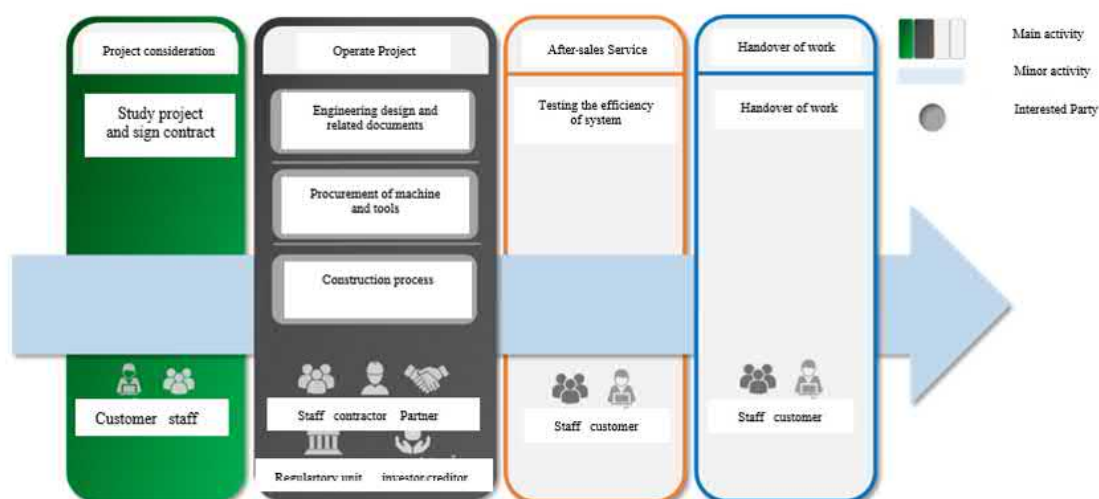 Project consideration
Study project
and sign contract
Customer staff
Operate Project
Engineering design and
related documents
Procurement of machine
and tools
Construction process
Staff contractor Partner
Regulartory unit investor,creditor
After-sales Service
Testing the efficiency
of system
Staff customer
Handover of work
Handover of work
Staff customer
Main activity
Minor activity
Interested Party